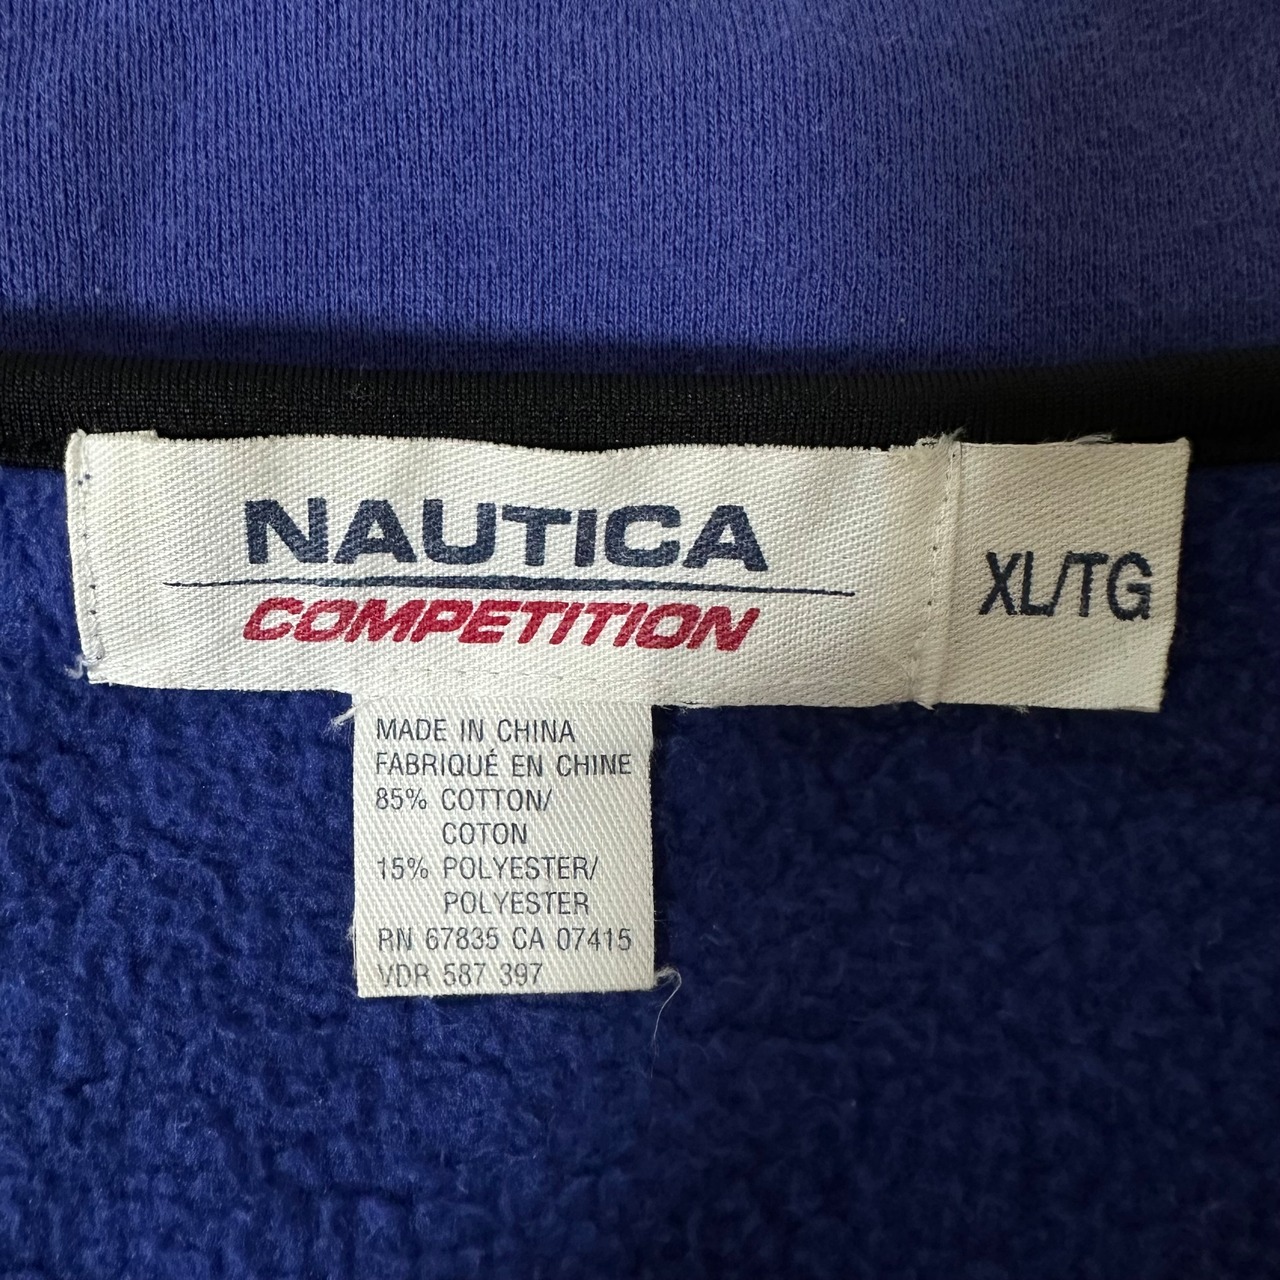 NAUTICA
COMPETITION
XL/TG
MADE IN CHINA
FABRIQUÉ EN CHINE
85% COTTON/
COTON
15% POLYESTER/
POLYESTER
RN 67835 CA 07415
VDR 587 397